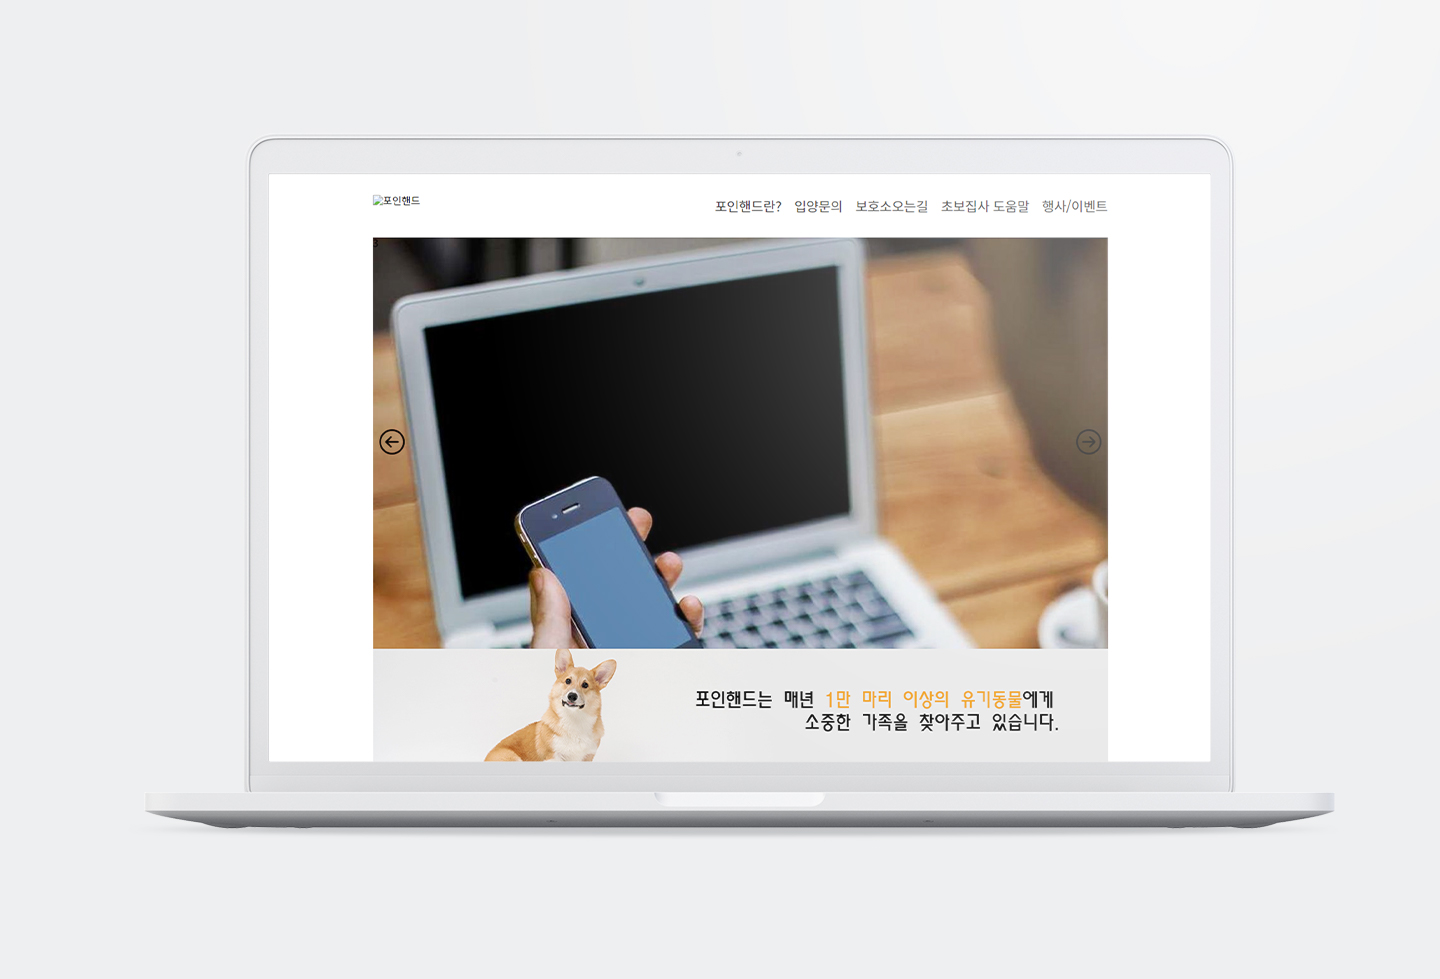 포인핸드
포인핸드란? 입양문의 보호소오는길 초보집사 도움말 행사/이벤트
3
포인핸드는 매년 1만 마리 이상의 유기동물에게
소중한 가족을 찾아주고 있습니다.